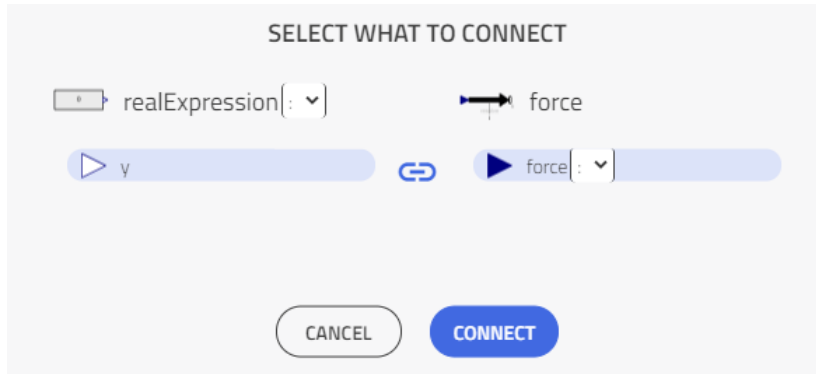 SELECT WHAT TO CONNECT
realExpression : force
y force :
CANCEL CONNECT